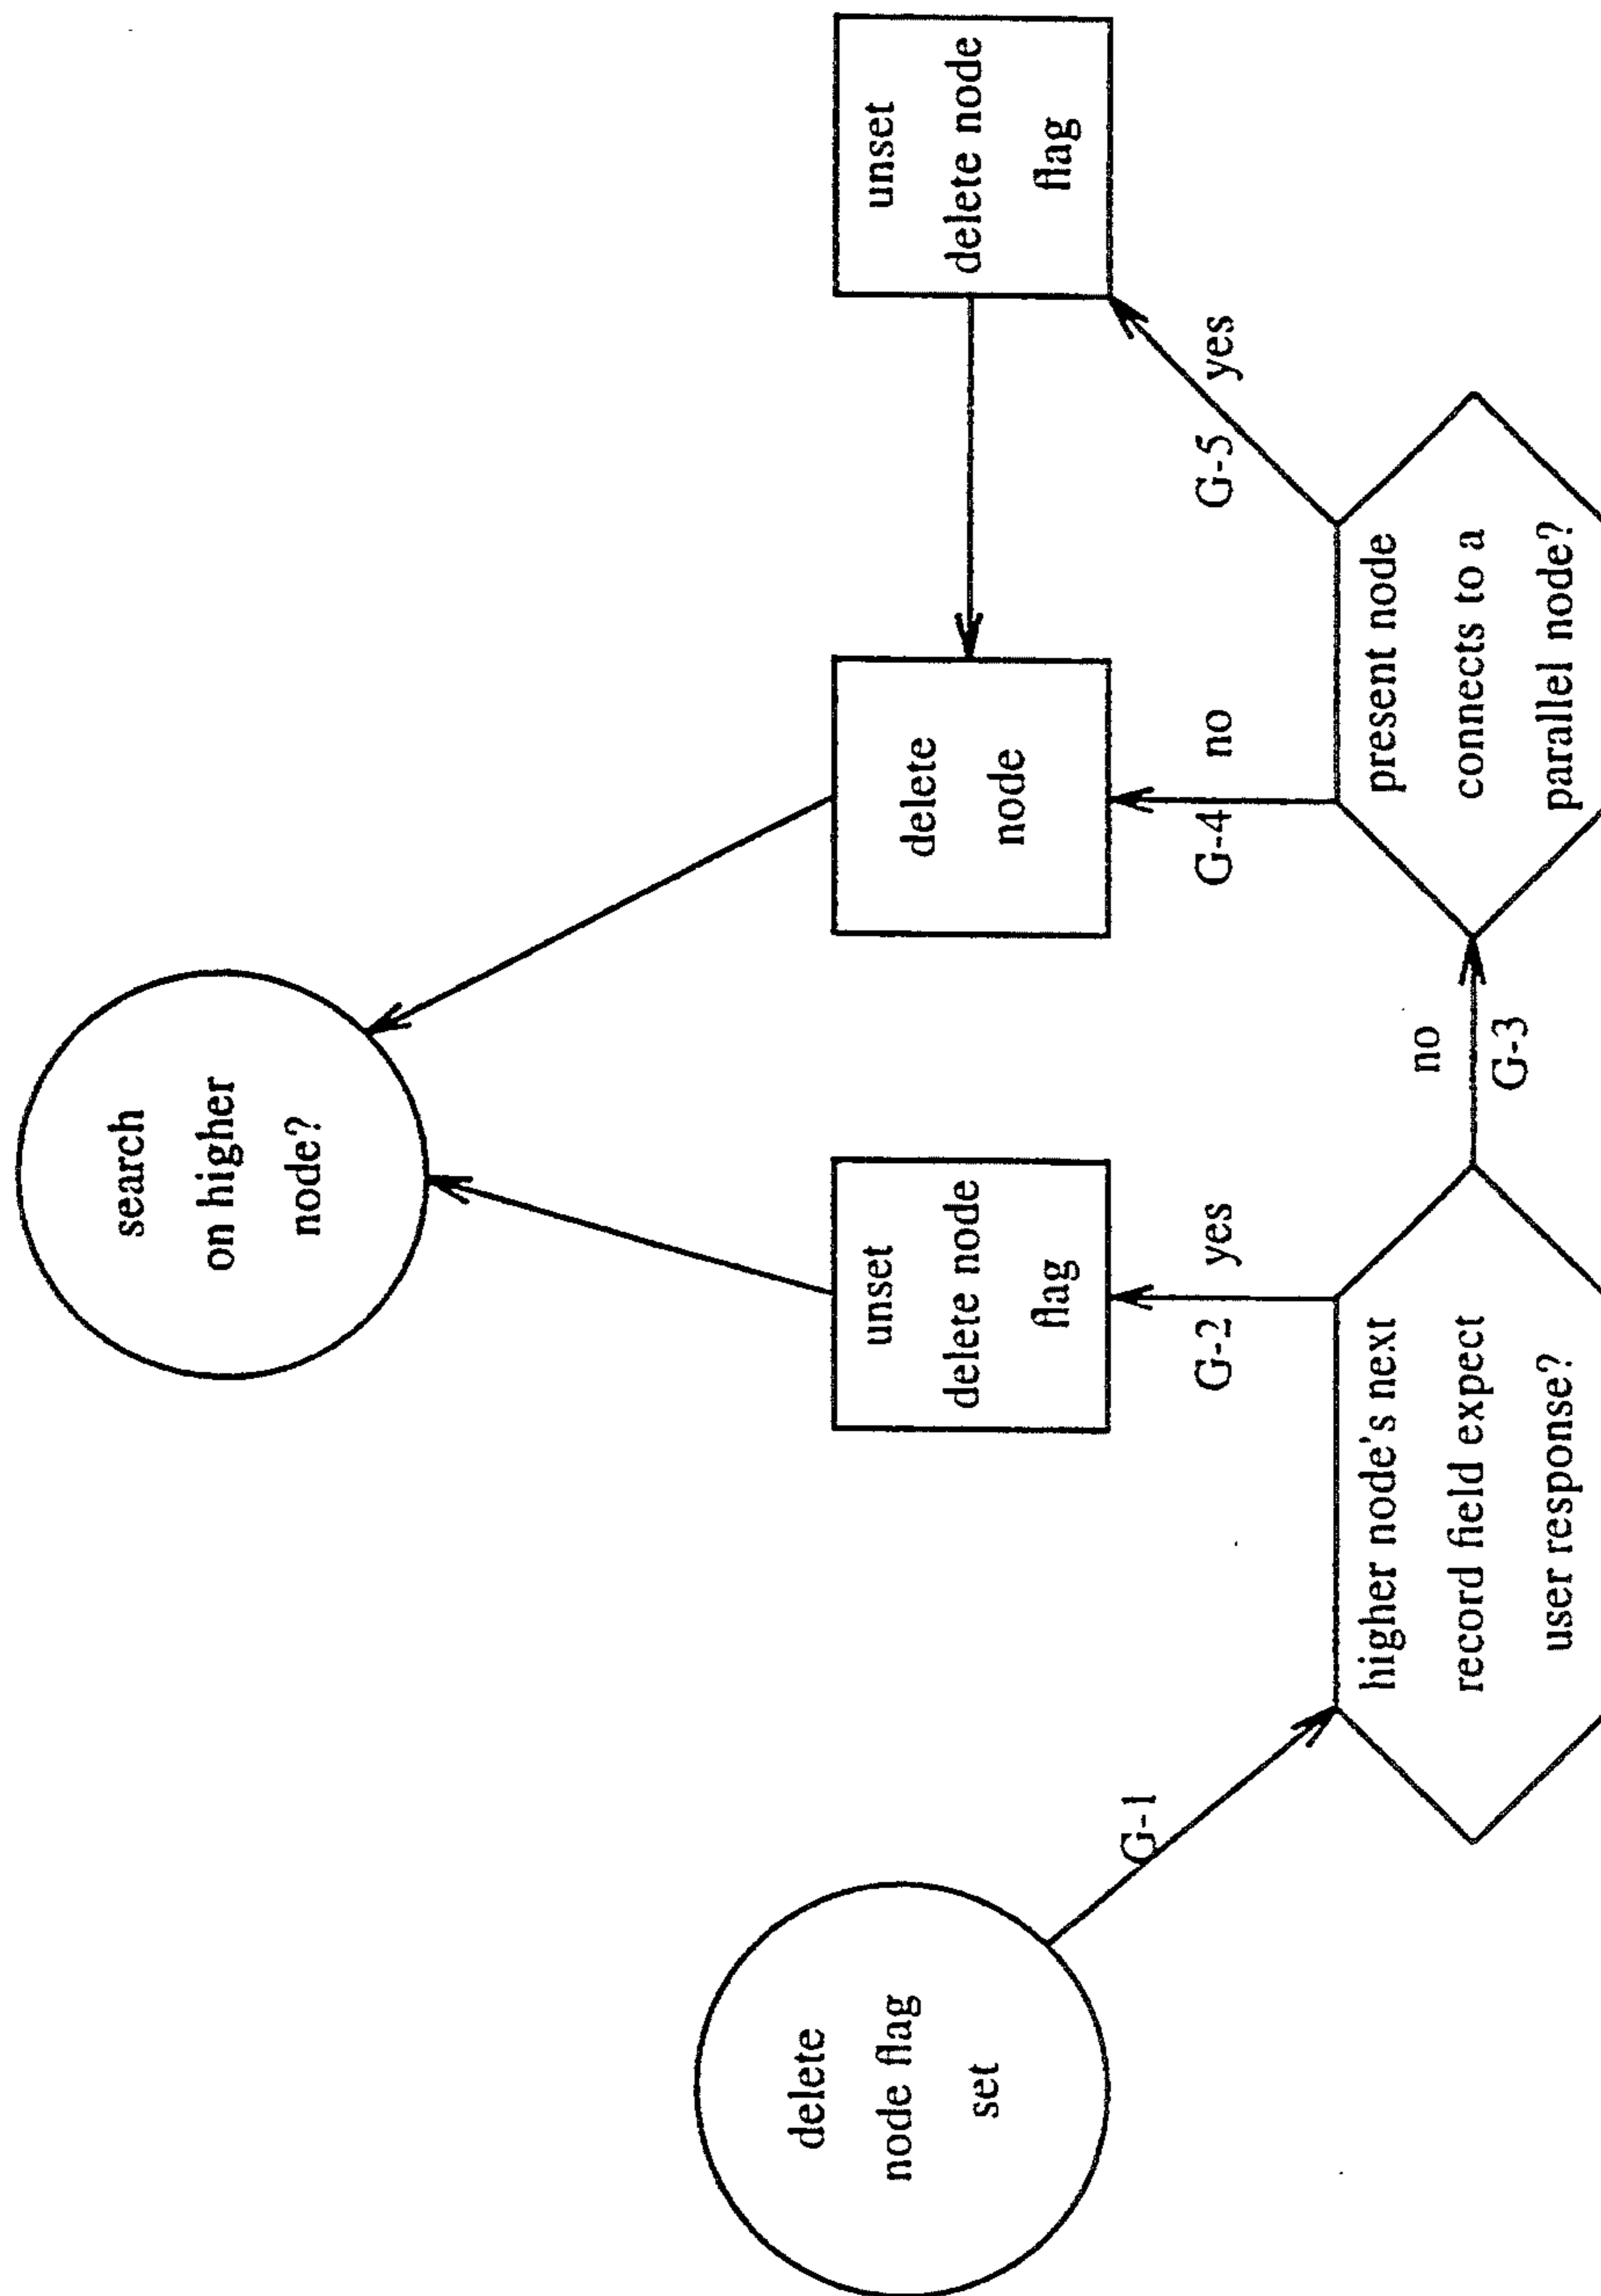 search
on higher
node?
delete
node flag
set
unset
delete node
flag
delete
node
unset
delete node
flag
G-1
G-2 yes
G-4 no
G-5 yes
higher node's next
record field expect
user response?
no
G-3
present node
connects to a
parallel node?